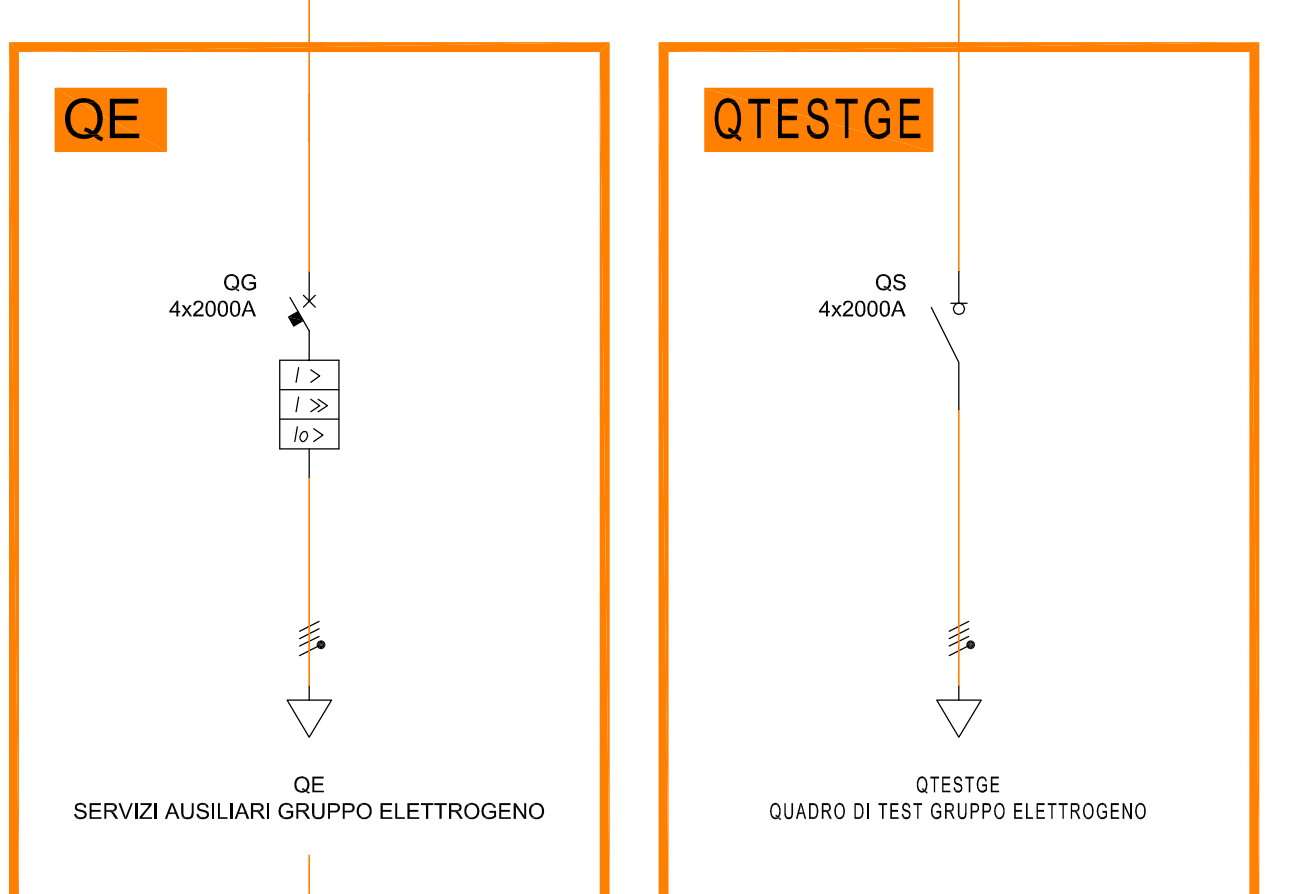 QE
QG
4x2000A
I >
I >>
Io>
QE
SERVIZI AUSILIARI GRUPPO ELETTROGENO
QTESTGE
QS
4x2000A
QTESTGE
QUADRO DI TEST GRUPPO ELETTROGENO